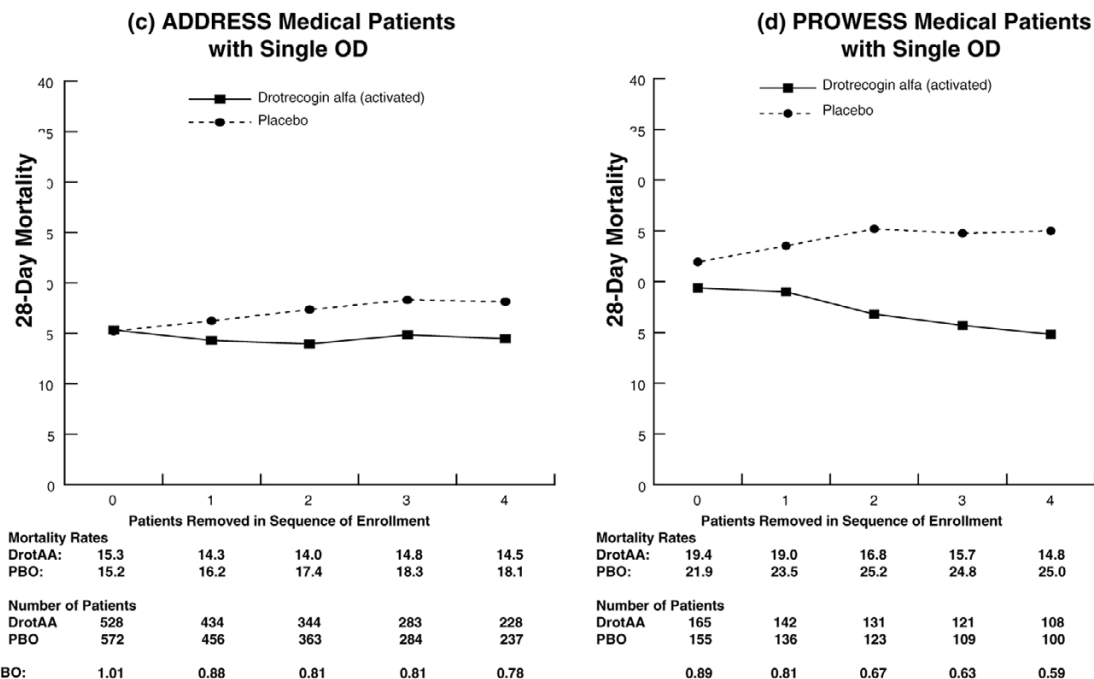 (c) ADDRESS Medical Patients
with Single OD
40
5
5
5
10
5
0
Drotrecogin alfa (activated)
Placebo
28-Day Mortality
0 1 2 3 4
Patients Removed in Sequence of Enrollment
Mortality Rates
DrotAA: 15.3 14.3 14.0 14.8 14.5
PBO: 15.2 16.2 17.4 18.3 18.1
Number of Patients
DrotAA 528 434 344 283 228
PBO 572 456 363 284 237
BO: 1.01 0.88 0.81 0.81 0.78
(d) PROWESS Medical Patients
with Single OD
40
5
0
5
0
5
10
5
0
Drotrecogin alfa (activated)
Placebo
28-Day Mortality
0 1 2 3 4
Patients Removed in Sequence of Enrollment
Mortality Rates
DrotAA: 19.4 19.0 16.8 15.7 14.8
PBO: 21.9 23.5 25.2 24.8 25.0
Number of Patients
DrotAA 165 142 131 121 108
PBO 155 136 123 109 100
0.89 0.81 0.67 0.63 0.59